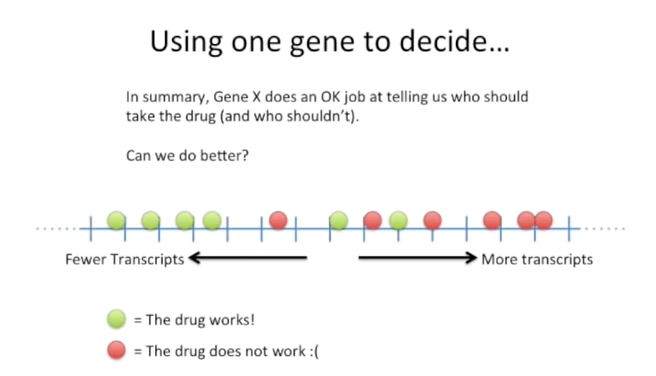 Using one gene to decide...
In summary, Gene X does an OK job at telling us who should
take the drug (and who shouldn't).
Can we do better?
Fewer Transcripts
More transcripts
= The drug works!
= The drug does not work :(